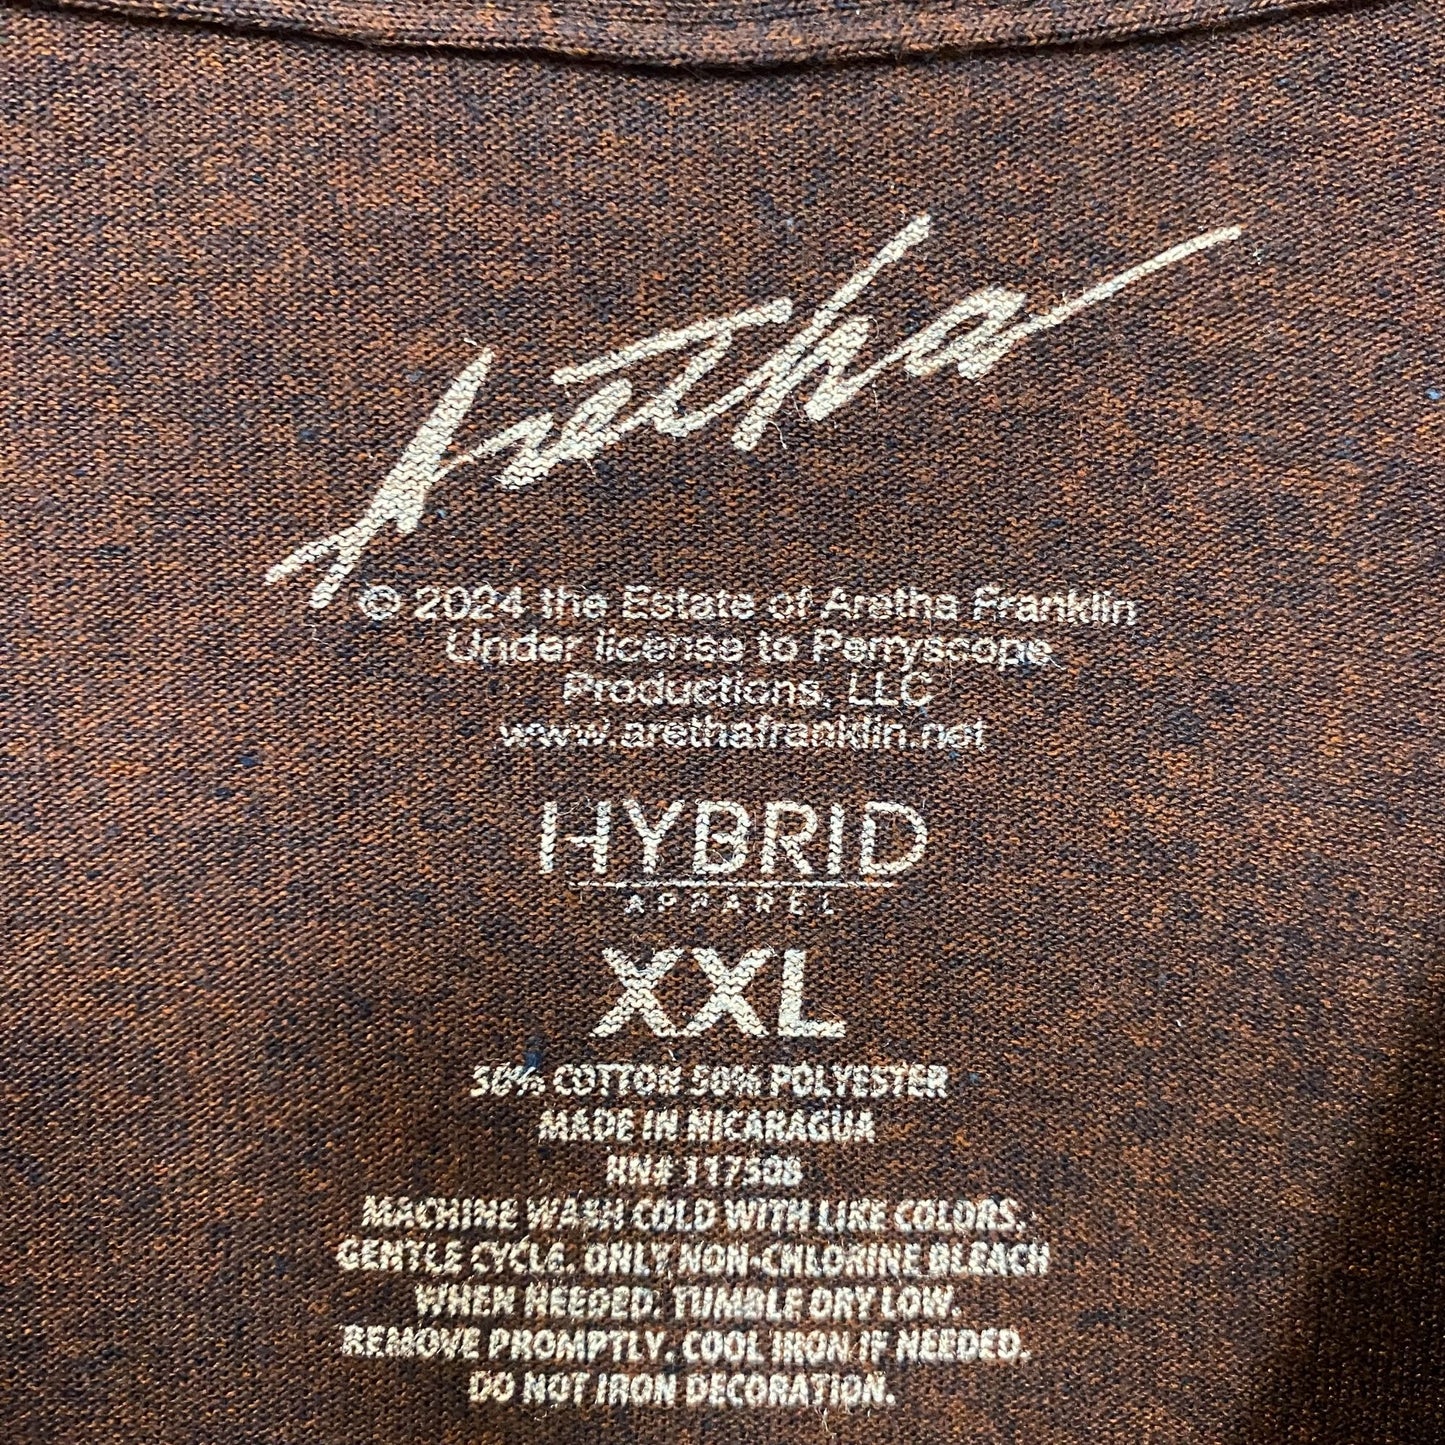 Aretha
© 2024 the Estate of Aretha Franklin
Under license to Perryscope
Productions, LLC
www.arethafranklin.net
HYBRID
APPAREL
XXL
50% COTTON 50% POLYESTER
MADE IN NICARAGUA
RN# 117508
MACHINE WASH COLD WITH LIKE COLORS,
GENTLE CYCLE. ONLY NON-CHLORINE BLEACH
WHEN NEEDED. TUMBLE DRY LOW.
REMOVE PROMPTLY. COOL IRON IF NEEDED.
DO NOT IRON DECORATION.